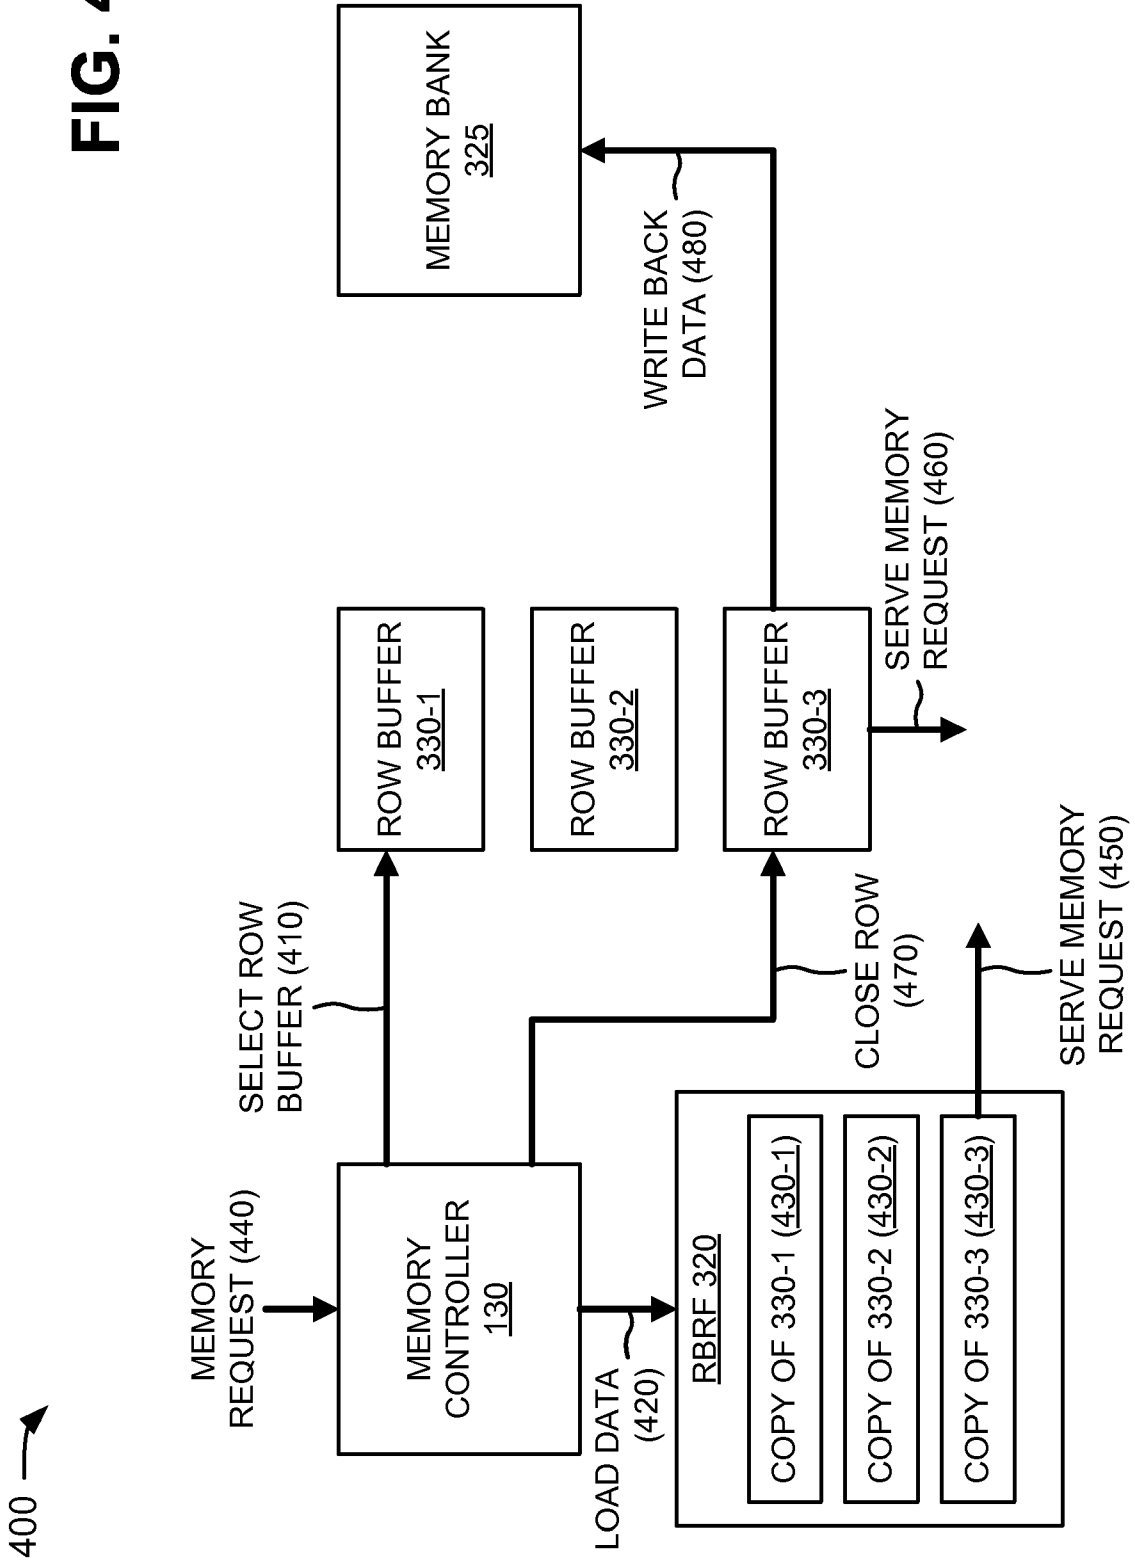 400
FIG. 4
MEMORY
REQUEST (440)
SELECT ROW
BUFFER (410)
MEMORY
CONTROLLER
130
ROW BUFFER
330-1
MEMORY BANK
325
ROW BUFFER
330-2
LOAD DATA
(420)
WRITE BACK
DATA (480)
RBRF 320
COPY OF 330-1 (430-1)
COPY OF 330-2 (430-2)
COPY OF 330-3 (430-3)
ROW BUFFER
330-3
CLOSE ROW
(470)
SERVE MEMORY
REQUEST (460)
SERVE MEMORY
REQUEST (450)